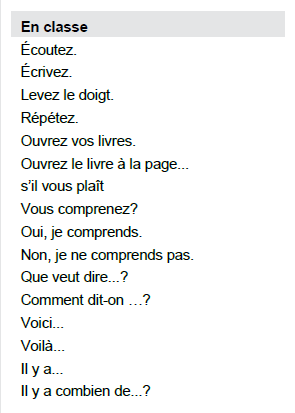 En classe
Écoutez.
Écrivez.
Levez le doigt.
Répétez.
Ouvrez vos livres.
Ouvrez le livre à la page...
s'il vous plaît
Vous comprenez?
Oui, je comprends.
Non, je ne comprends pas.
Que veut dire...?
Comment dit-on …?
Voici...
Voilà...
Il y a...
Il y a combien de...?